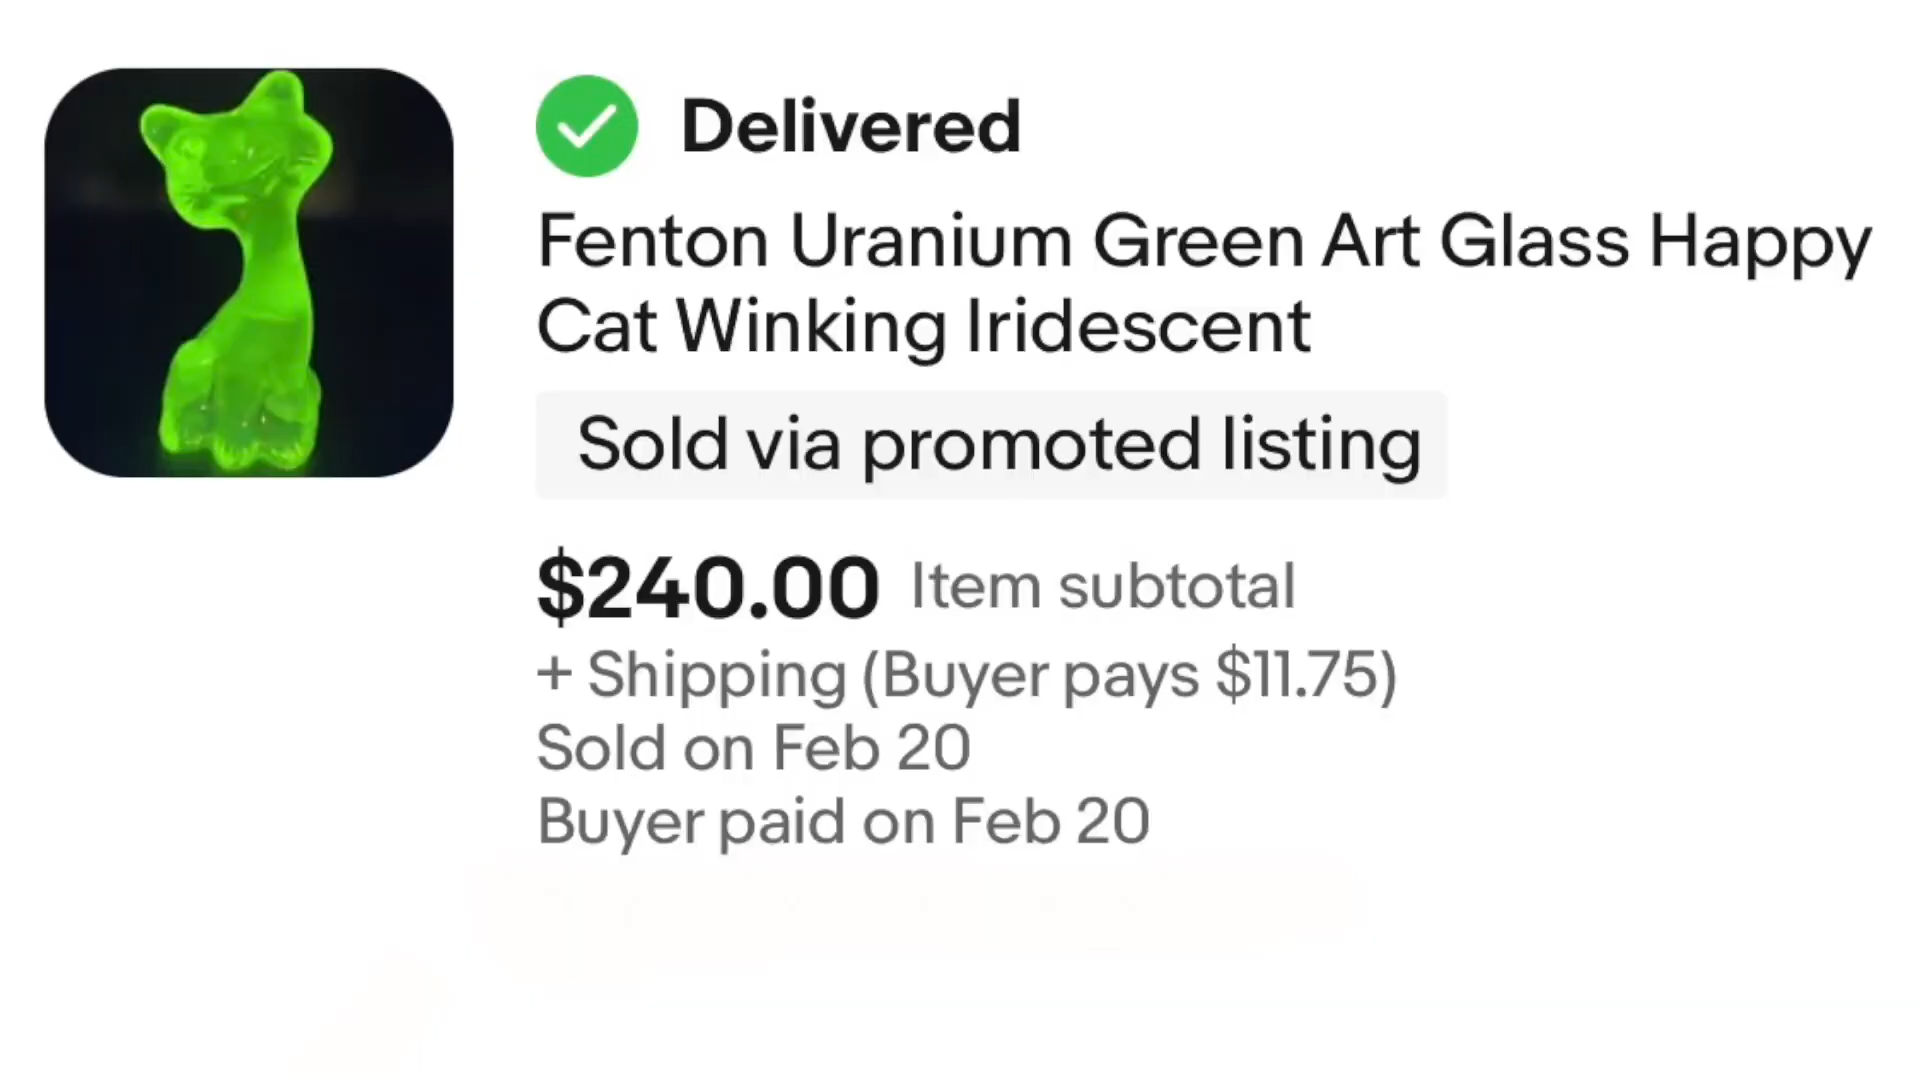 Delivered
Fenton Uranium Green Art Glass Happy
Cat Winking Iridescent
Sold via promoted listing
$240.00 Item subtotal
+ Shipping (Buyer pays $11.75)
Sold on Feb 20
Buyer paid on Feb 20